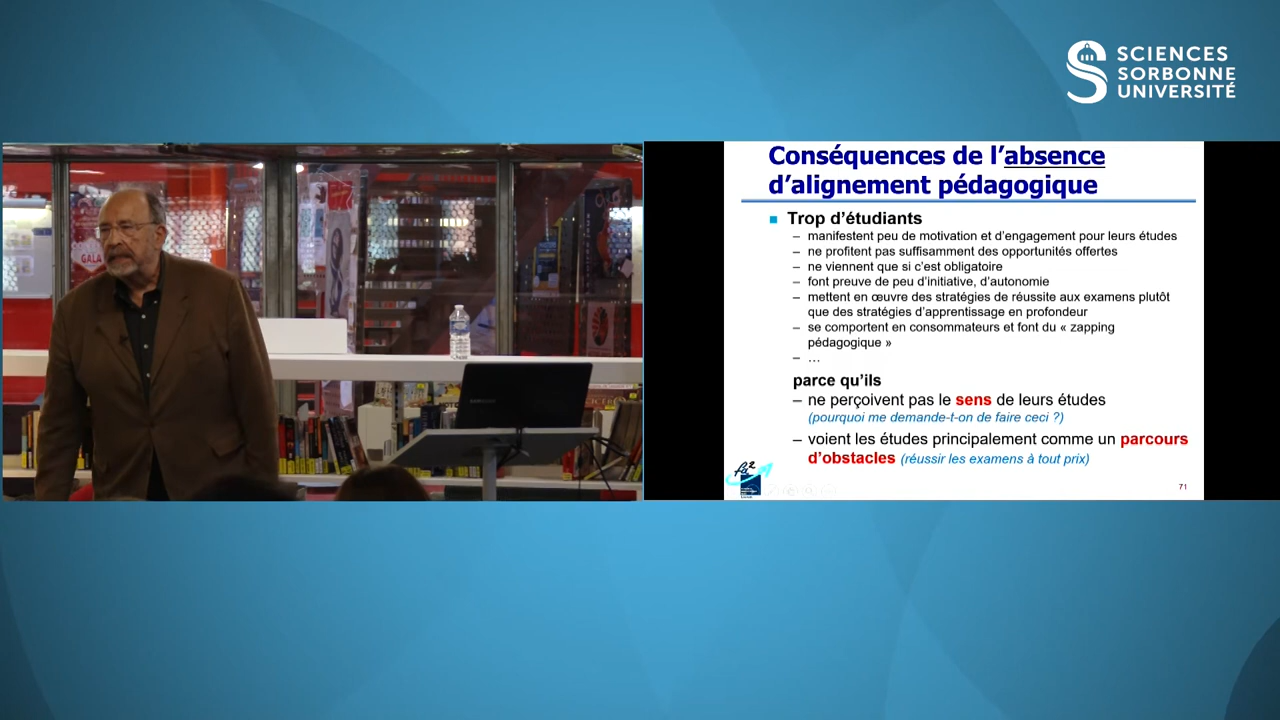 SCIENCES
SORBONNE
UNIVERSITÉ
GALA
SAMSUNG
Conséquences de l’absence
d’alignement pédagogique
Trop d’étudiants
– manifestent peu de motivation et d’engagement pour leurs études
– ne profitent pas suffisamment des opportunités offertes
– ne viennent que si c’est obligatoire
– font preuve de peu d’initiative, d’autonomie
– mettent en œuvre des stratégies de réussite aux examens plutôt
que des stratégies d’apprentissage en profondeur
– se comportent en consommateurs et font du « zapping
pédagogique »
– …
parce qu’ils
– ne perçoivent pas le sens de leurs études
(pourquoi me demande-t-on de faire ceci ?)
– voient les études principalement comme un parcours
d’obstacles (réussir les examens à tout prix)
71